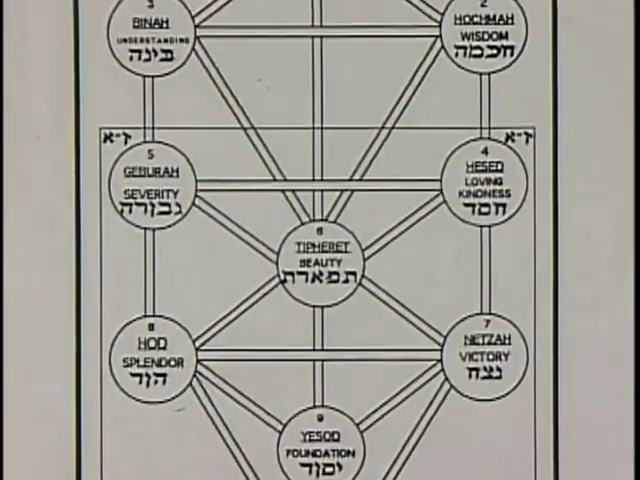 3
BINAH
UNDERSTANDING
בינה
2
HOCHMAH
WISDOM
חכמה
ז-א
ז-א
5
GEBURAH
SEVERITY
גבורה
4
HESED
LOVING
KINDNESS
חסד
6
TIPHERET
BEAUTY
תפארת
8
HOD
SPLENDOR
הוד
7
NETZAH
VICTORY
נצח
9
YESOD
FOUNDATION
יסוד